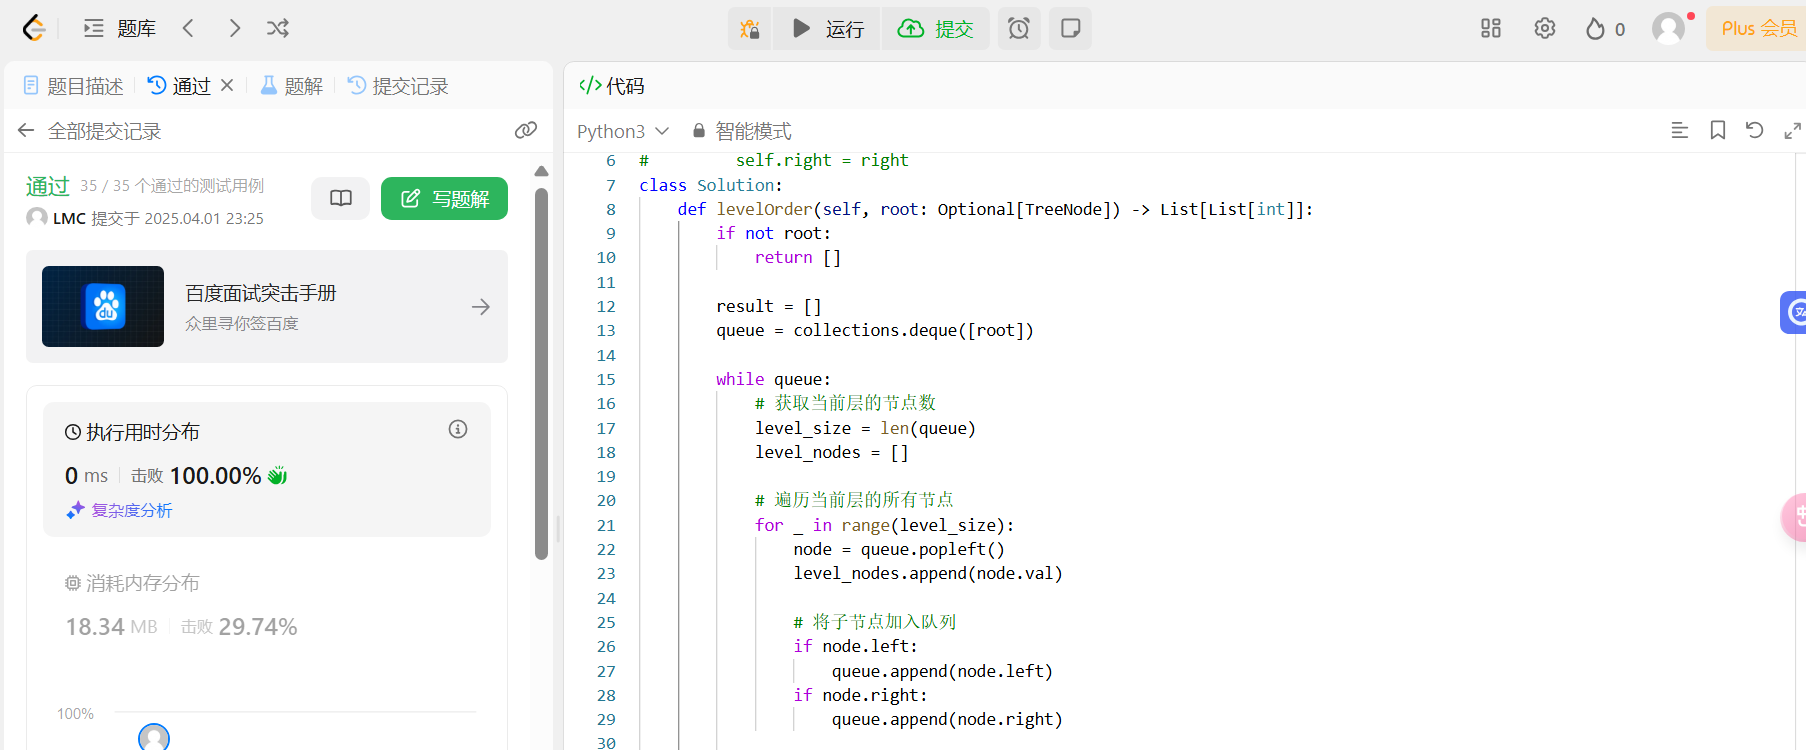 题库
运行
提交
0
Plus 会员
题目描述
通过
题解
提交记录
代码
全部提交记录
Python3
智能模式
通过 35 / 35 个通过的测试用例
LMC 提交于 2025.04.01 23:25
写题解
百度面试突击手册
众里寻你签百度
du
执行用时分布
0 ms 击败 100.00%
复杂度分析
消耗内存分布
18.34 MB 击败 29.74%
100%
6 #         self.right = right
7 class Solution:
8     def levelOrder(self, root: Optional[TreeNode]) -> List[List[int]]:
9         if not root:
10             return []
11
12         result = []
13         queue = collections.deque([root])
14
15         while queue:
16             # 获取当前层的节点数
17             level_size = len(queue)
18             level_nodes = []
19
20             # 遍历当前层的所有节点
21             for _ in range(level_size):
22                 node = queue.popleft()
23                 level_nodes.append(node.val)
24
25                 # 将子节点加入队列
26                 if node.left:
27                     queue.append(node.left)
28                 if node.right:
29                     queue.append(node.right)
30